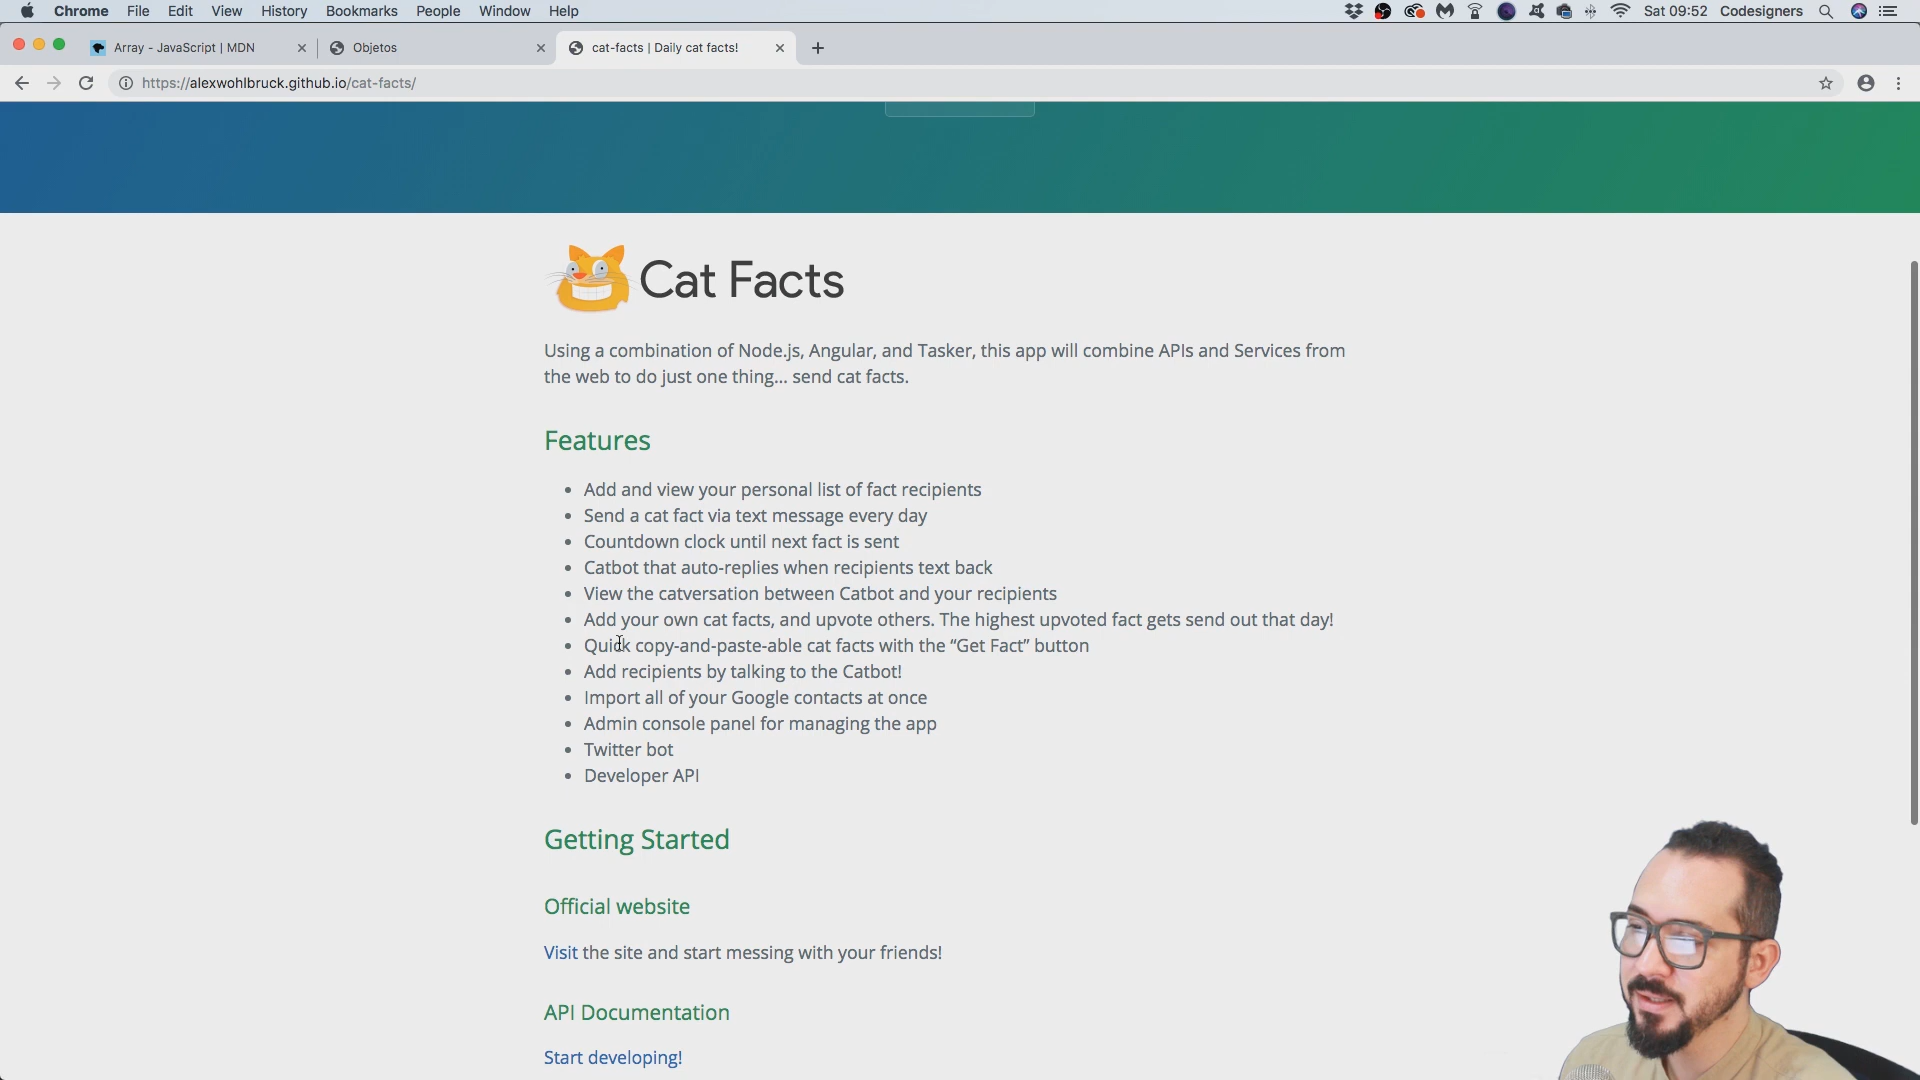 Chrome File Edit View History Bookmarks People Window Help Sat 09:52 Codesigners
Array - JavaScript | MDN Objetos cat-facts | Daily cat facts!
https://alexwohlbruck.github.io/cat-facts/
Cat Facts
Using a combination of Node.js, Angular, and Tasker, this app will combine APIs and Services from
the web to do just one thing... send cat facts.
Features
• Add and view your personal list of fact recipients
• Send a cat fact via text message every day
• Countdown clock until next fact is sent
• Catbot that auto-replies when recipients text back
• View the catversation between Catbot and your recipients
• Add your own cat facts, and upvote others. The highest upvoted fact gets send out that day!
• Quick copy-and-paste-able cat facts with the “Get Fact” button
• Add recipients by talking to the Catbot!
• Import all of your Google contacts at once
• Admin console panel for managing the app
• Twitter bot
• Developer API
Getting Started
Official website
Visit the site and start messing with your friends!
API Documentation
Start developing!